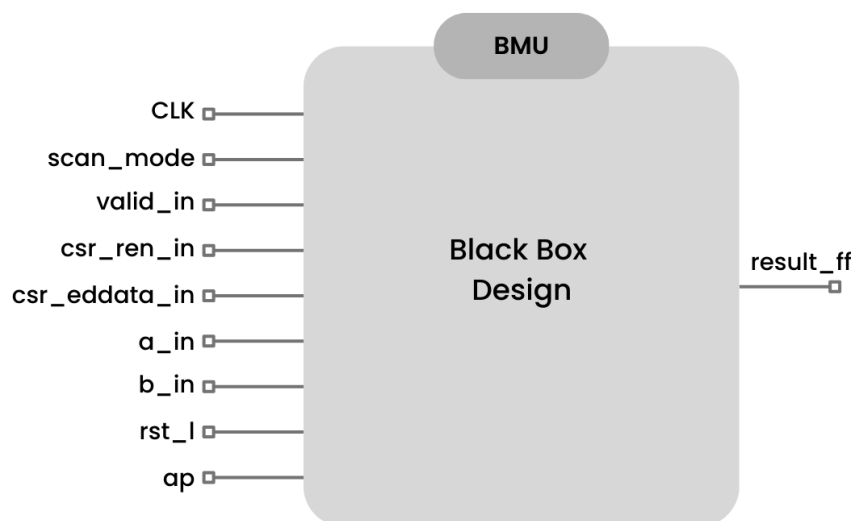 BMU
CLK
scan_mode
valid_in
csr_ren_in
csr_eddata_in
a_in
b_in
rst_l
ap
Black Box
Design
result_ff